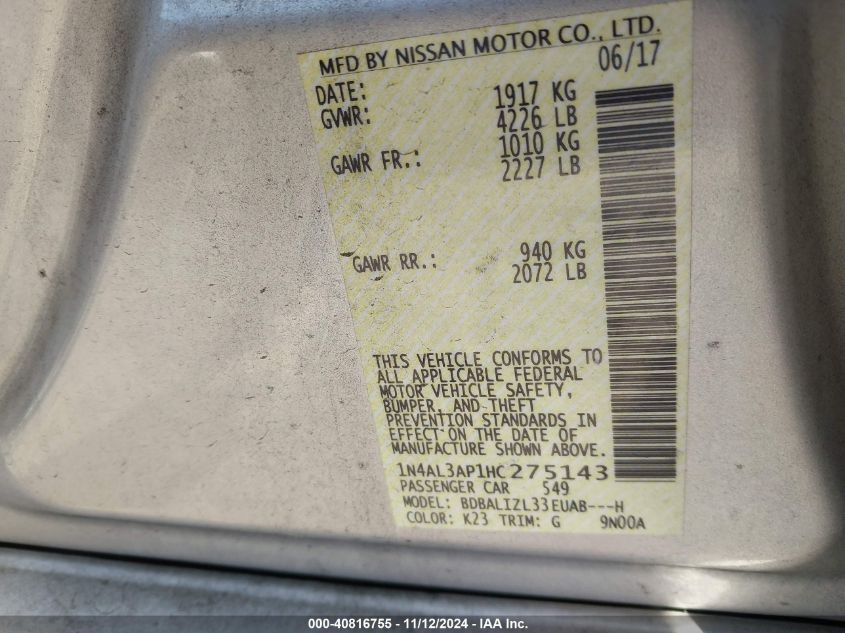 MFD BY NISSAN MOTOR CO., LTD.
DATE: 06/17
GVWR: 1917 KG
4226 LB
GAWR FR.: 1010 KG
2227 LB
GAWR RR.: 940 KG
2072 LB
THIS VEHICLE CONFORMS TO
ALL APPLICABLE FEDERAL
MOTOR VEHICLE SAFETY,
BUMPER, AND THEFT
PREVENTION STANDARDS IN
EFFECT ON THE DATE OF
MANUFACTURE SHOWN ABOVE.
1N4AL3AP1HC275143
PASSENGER CAR 549
MODEL: BDBALIZL33EUAB---H
COLOR: K23 TRIM: G 9N00A
000-40816755 - 11/12/2024 - IAA Inc.